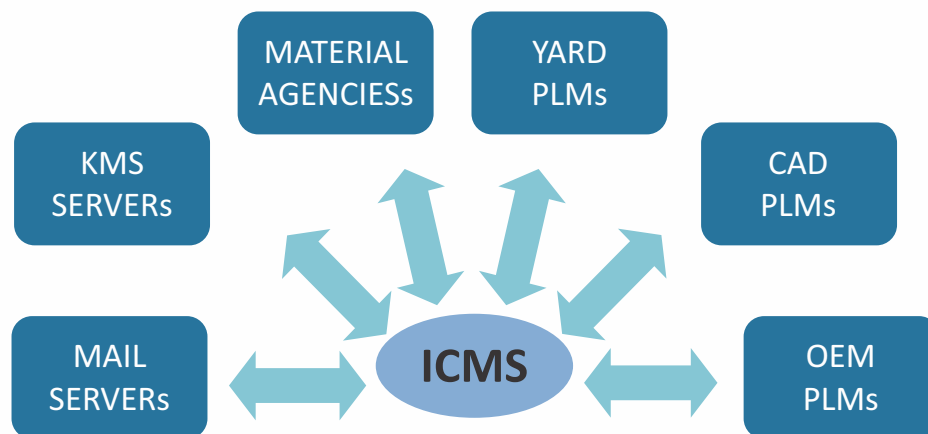 MATERIAL
AGENCIESs
YARD
PLMs
KMS
SERVERs
CAD
PLMs
MAIL
SERVERs
ICMS
OEM
PLMs